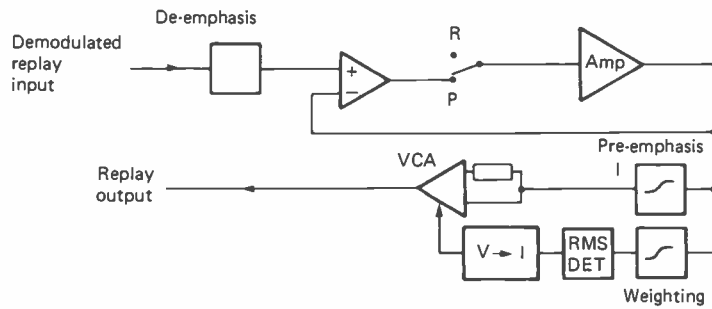 De-emphasis
Demodulated
replay
input
R
P
+
−
Amp
VCA
Pre-emphasis
I
Replay
output
V → I
RMS
DET
Weighting